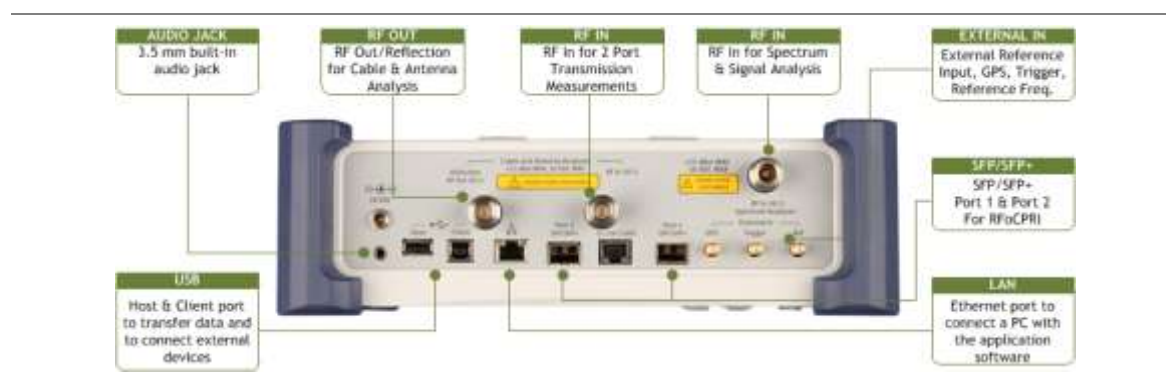 AUDIO JACK
3.5 mm built-in
audio jack
RF OUT
RF Out/Reflection
for Cable & Antenna
Analysis
RF IN
RF In for 2 Port
Transmission
Measurements
RF IN
RF In for Spectrum
& Signal Analysis
EXTERNAL IN
External Reference
Input, GPS, Trigger,
Reference Freq.
SFP/SFP+
SFP/SFP+
Port 1 & Port 2
For RFoCPRI
USB
Host & Client port
to transfer data and
to connect external
devices
LAN
Ethernet port to
connect a PC with
the application
software